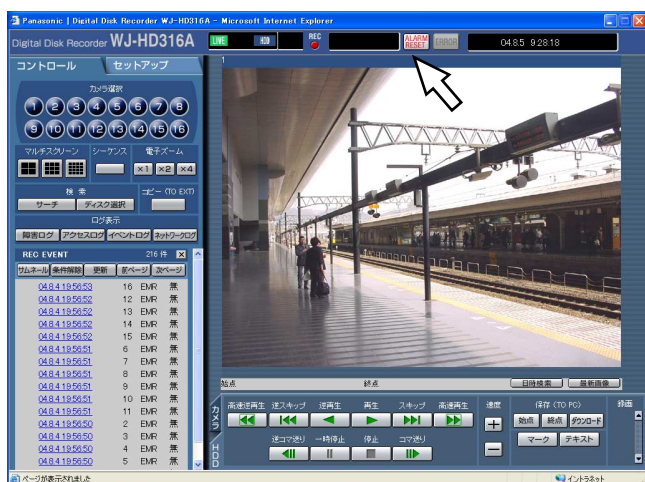 Panasonic | Digital Disk Recorder WJ-HD316A - Microsoft Internet Explorer
Digital Disk Recorder WJ-HD316A
LIVE HDD REC ALARM RESET ERROR 04.8.5 9:28:18
コントロール セットアップ
1
カメラ選択
1 2 3 4 5 6 7 8
9 10 11 12 13 14 15 16
マルチスクリーン シーケンス 電子ズーム
×1 ×2 ×4
検索 コピー (TO EXT)
サーチ ディスク選択
ログ表示
障害ログ アクセスログ イベントログ ネットワークログ
REC EVENT 216 件 X
サムネール 条件解除 更新 前ページ 次ページ
04.8.4 19:56:53 16 EMR 無
04.8.4 19:56:52 12 EMR 無
04.8.4 19:56:52 13 EMR 無
04.8.4 19:56:52 14 EMR 無
04.8.4 19:56:52 15 EMR 無
04.8.4 19:56:51 6 EMR 無
04.8.4 19:56:51 7 EMR 無
04.8.4 19:56:51 8 EMR 無
04.8.4 19:56:51 9 EMR 無
04.8.4 19:56:51 10 EMR 無
04.8.4 19:56:51 11 EMR 無
04.8.4 19:56:50 2 EMR 無
04.8.4 19:56:50 3 EMR 無
04.8.4 19:56:50 4 EMR 無
04.8.4 19:56:50 5 EMR 無
始点 終点 日時検索 最新画像
カメラ
HDD
高速逆再生 逆スキップ 逆再生 再生 スキップ 高速再生 速度 保存 (TO PC) 録画
始点 終点 ダウンロード
逆コマ送り 一時停止 停止 コマ送り マーク テキスト
ページが表示されました イントラネット